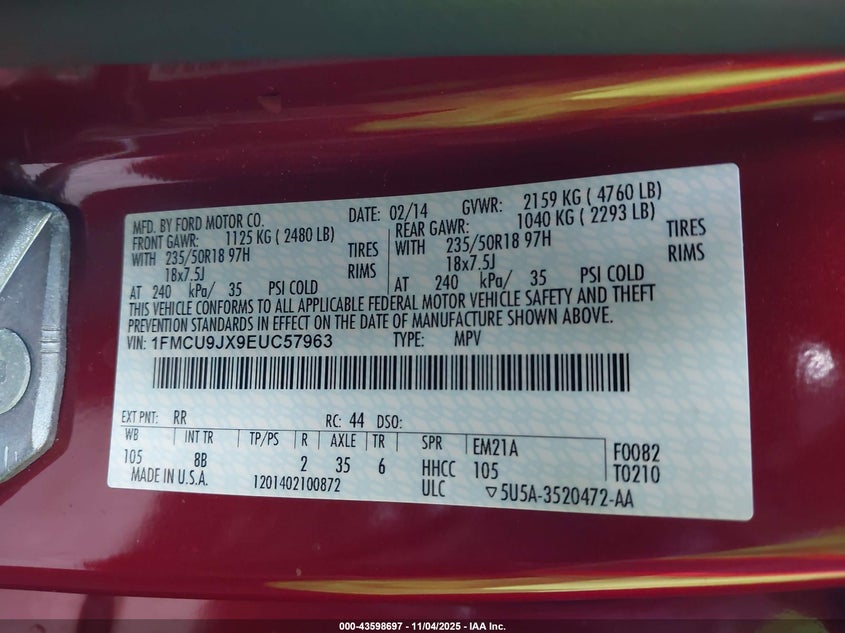 MFD. BY FORD MOTOR CO. DATE: 02/14 GVWR: 2159 KG ( 4760 LB)
FRONT GAWR: 1125 KG ( 2480 LB) REAR GAWR: 1040 KG ( 2293 LB)
WITH 235/50R18 97H TIRES WITH 235/50R18 97H TIRES
18x7.5J RIMS 18x7.5J RIMS
AT 240 kPa/ 35 PSI COLD AT 240 kPa/ 35 PSI COLD
THIS VEHICLE CONFORMS TO ALL APPLICABLE FEDERAL MOTOR VEHICLE SAFETY AND THEFT
PREVENTION STANDARDS IN EFFECT ON THE DATE OF MANUFACTURE SHOWN ABOVE.
VIN: 1FMCU9JX9EUC57963 TYPE: MPV
EXT PNT: RR RC: 44 DSO:
WB INT TR TP/PS R AXLE TR SPR EM21A F0082
105 8B 2 35 6 HHCC 105 T0210
MADE IN U.S.A. 1201402100872 ULC ▽5U5A-3520472-AA
000-43598697 - 11/04/2025 - IAA Inc.